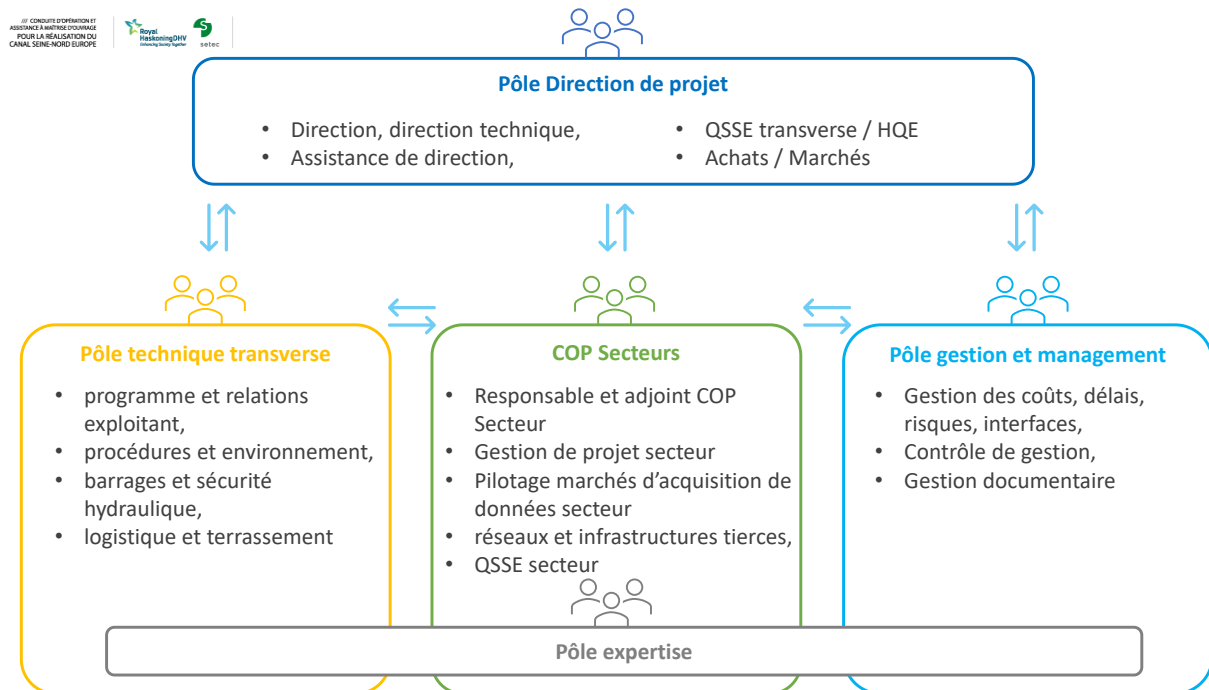 /// CONDUITE D'OPÉRATION ET
ASSISTANCE À MAÎTRISE D'OUVRAGE
POUR LA RÉALISATION DU
CANAL SEINE-NORD EUROPE
Royal
HaskoningDHV
Enhancing Society Together
setec
Pôle Direction de projet
• Direction, direction technique,
• Assistance de direction,
• QSSE transverse / HQE
• Achats / Marchés
Pôle technique transverse
• programme et relations
exploitant,
• procédures et environnement,
• barrages et sécurité
hydraulique,
• logistique et terrassement
COP Secteurs
• Responsable et adjoint COP
Secteur
• Gestion de projet secteur
• Pilotage marchés d’acquisition de
données secteur
• réseaux et infrastructures tierces,
• QSSE secteur
Pôle gestion et management
• Gestion des coûts, délais,
risques, interfaces,
• Contrôle de gestion,
• Gestion documentaire
Pôle expertise